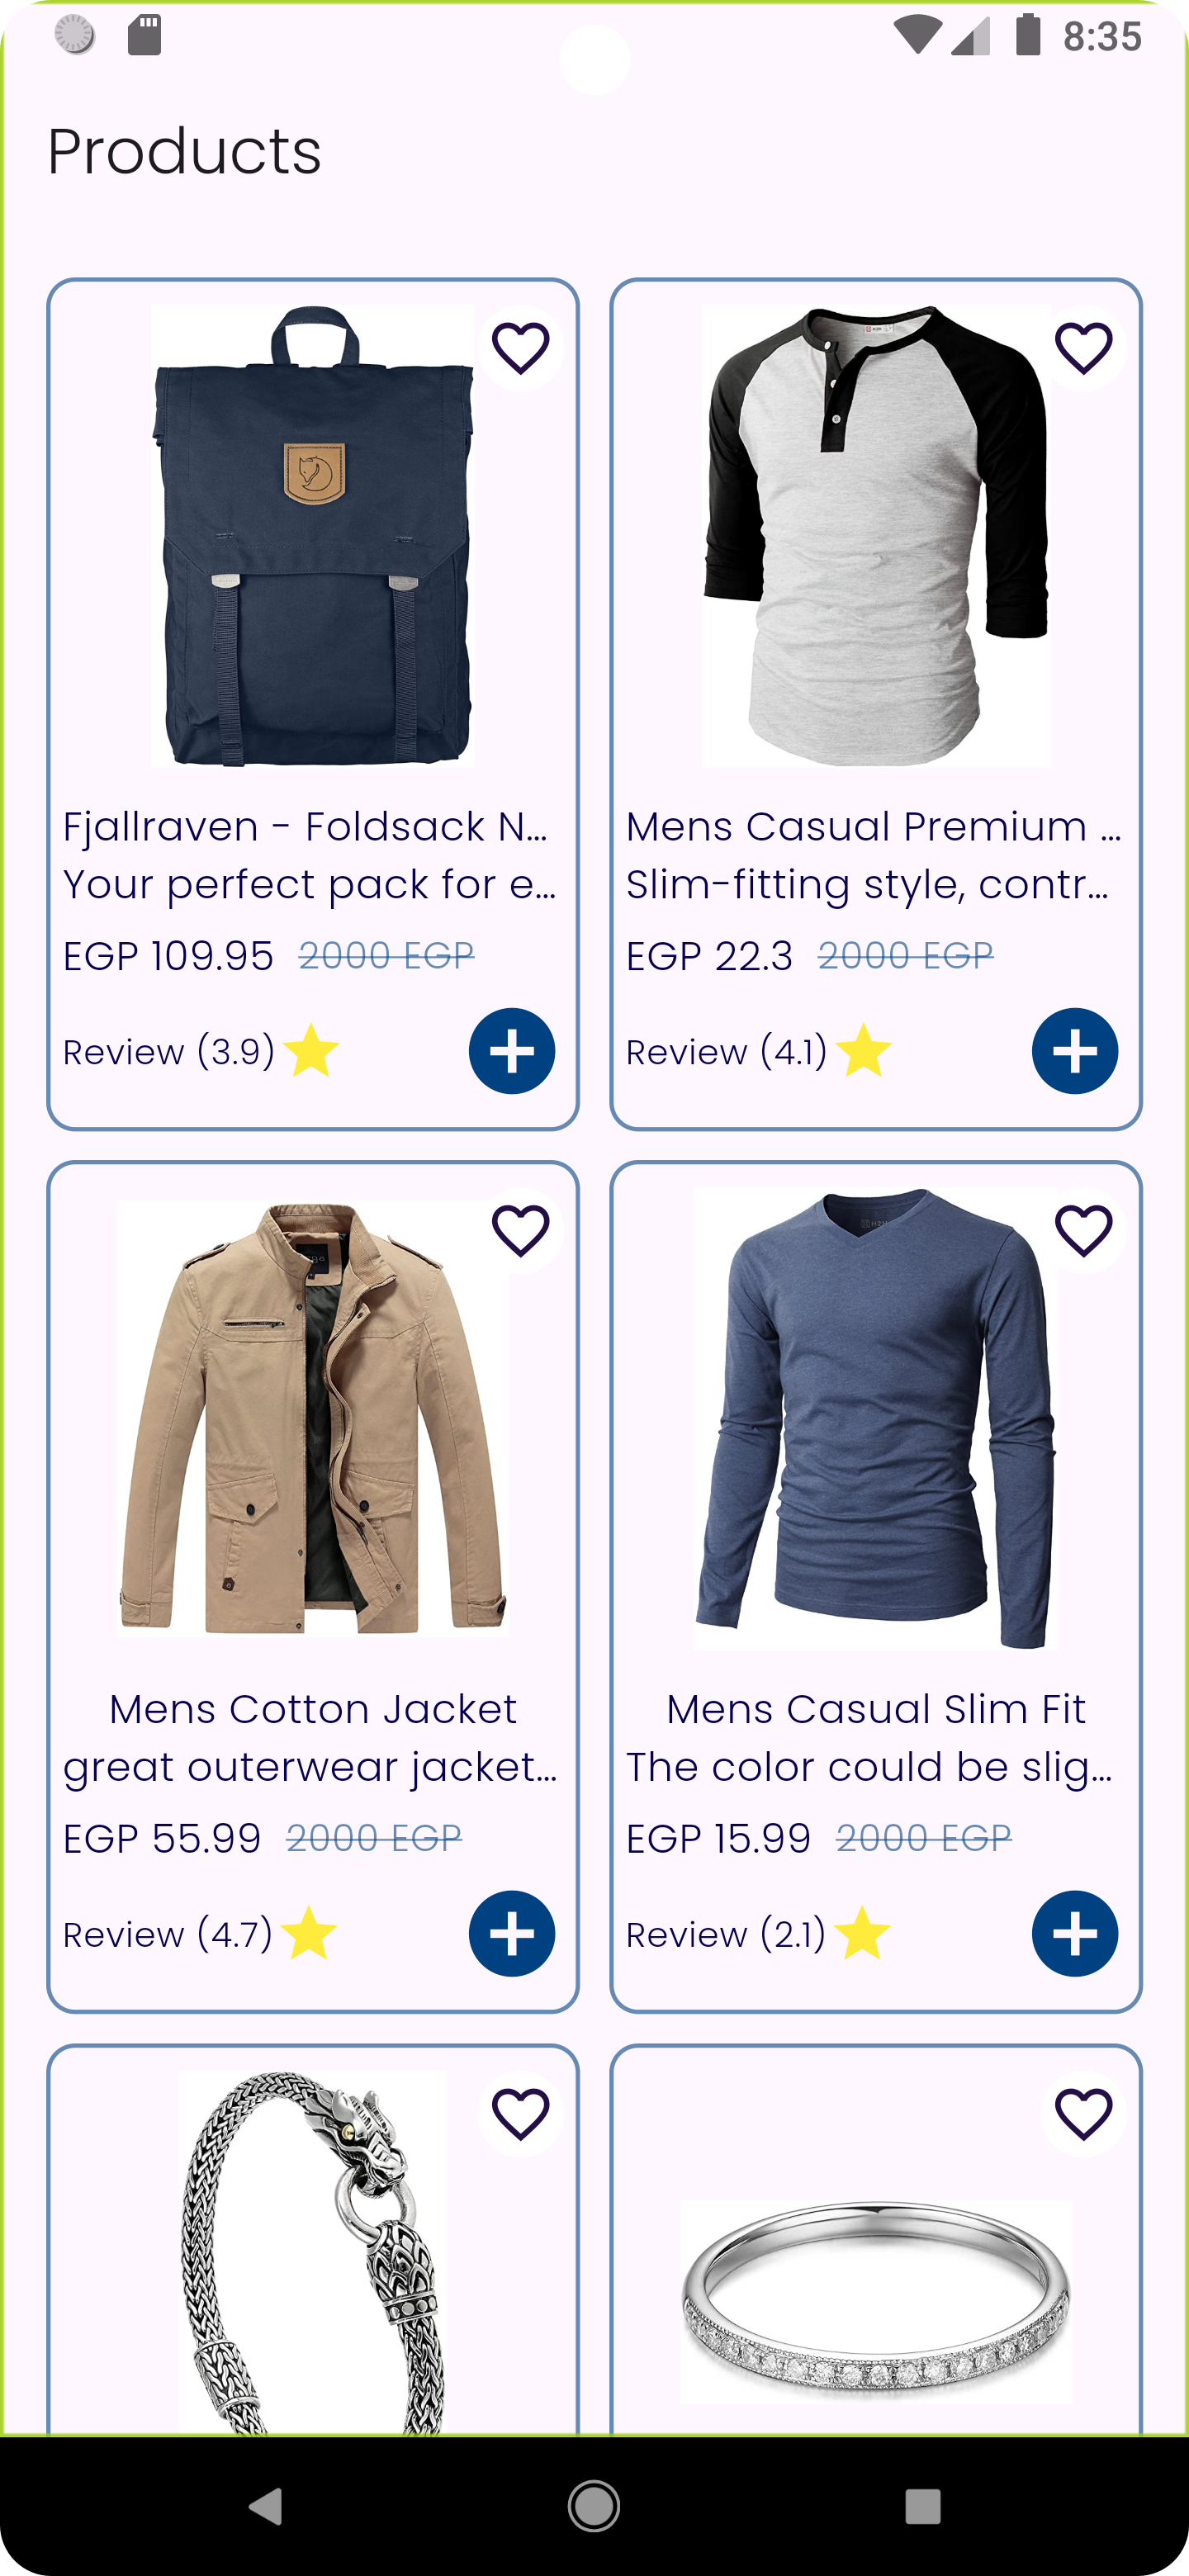 8:35
Products
Fjallraven - Foldsack N...
Your perfect pack for e...
EGP 109.95 2000 EGP
Review (3.9)
Mens Casual Premium ...
Slim-fitting style, contr...
EGP 22.3 2000 EGP
Review (4.1)
Mens Cotton Jacket
great outerwear jacket...
EGP 55.99 2000 EGP
Review (4.7)
Mens Casual Slim Fit
The color could be slig...
EGP 15.99 2000 EGP
Review (2.1)